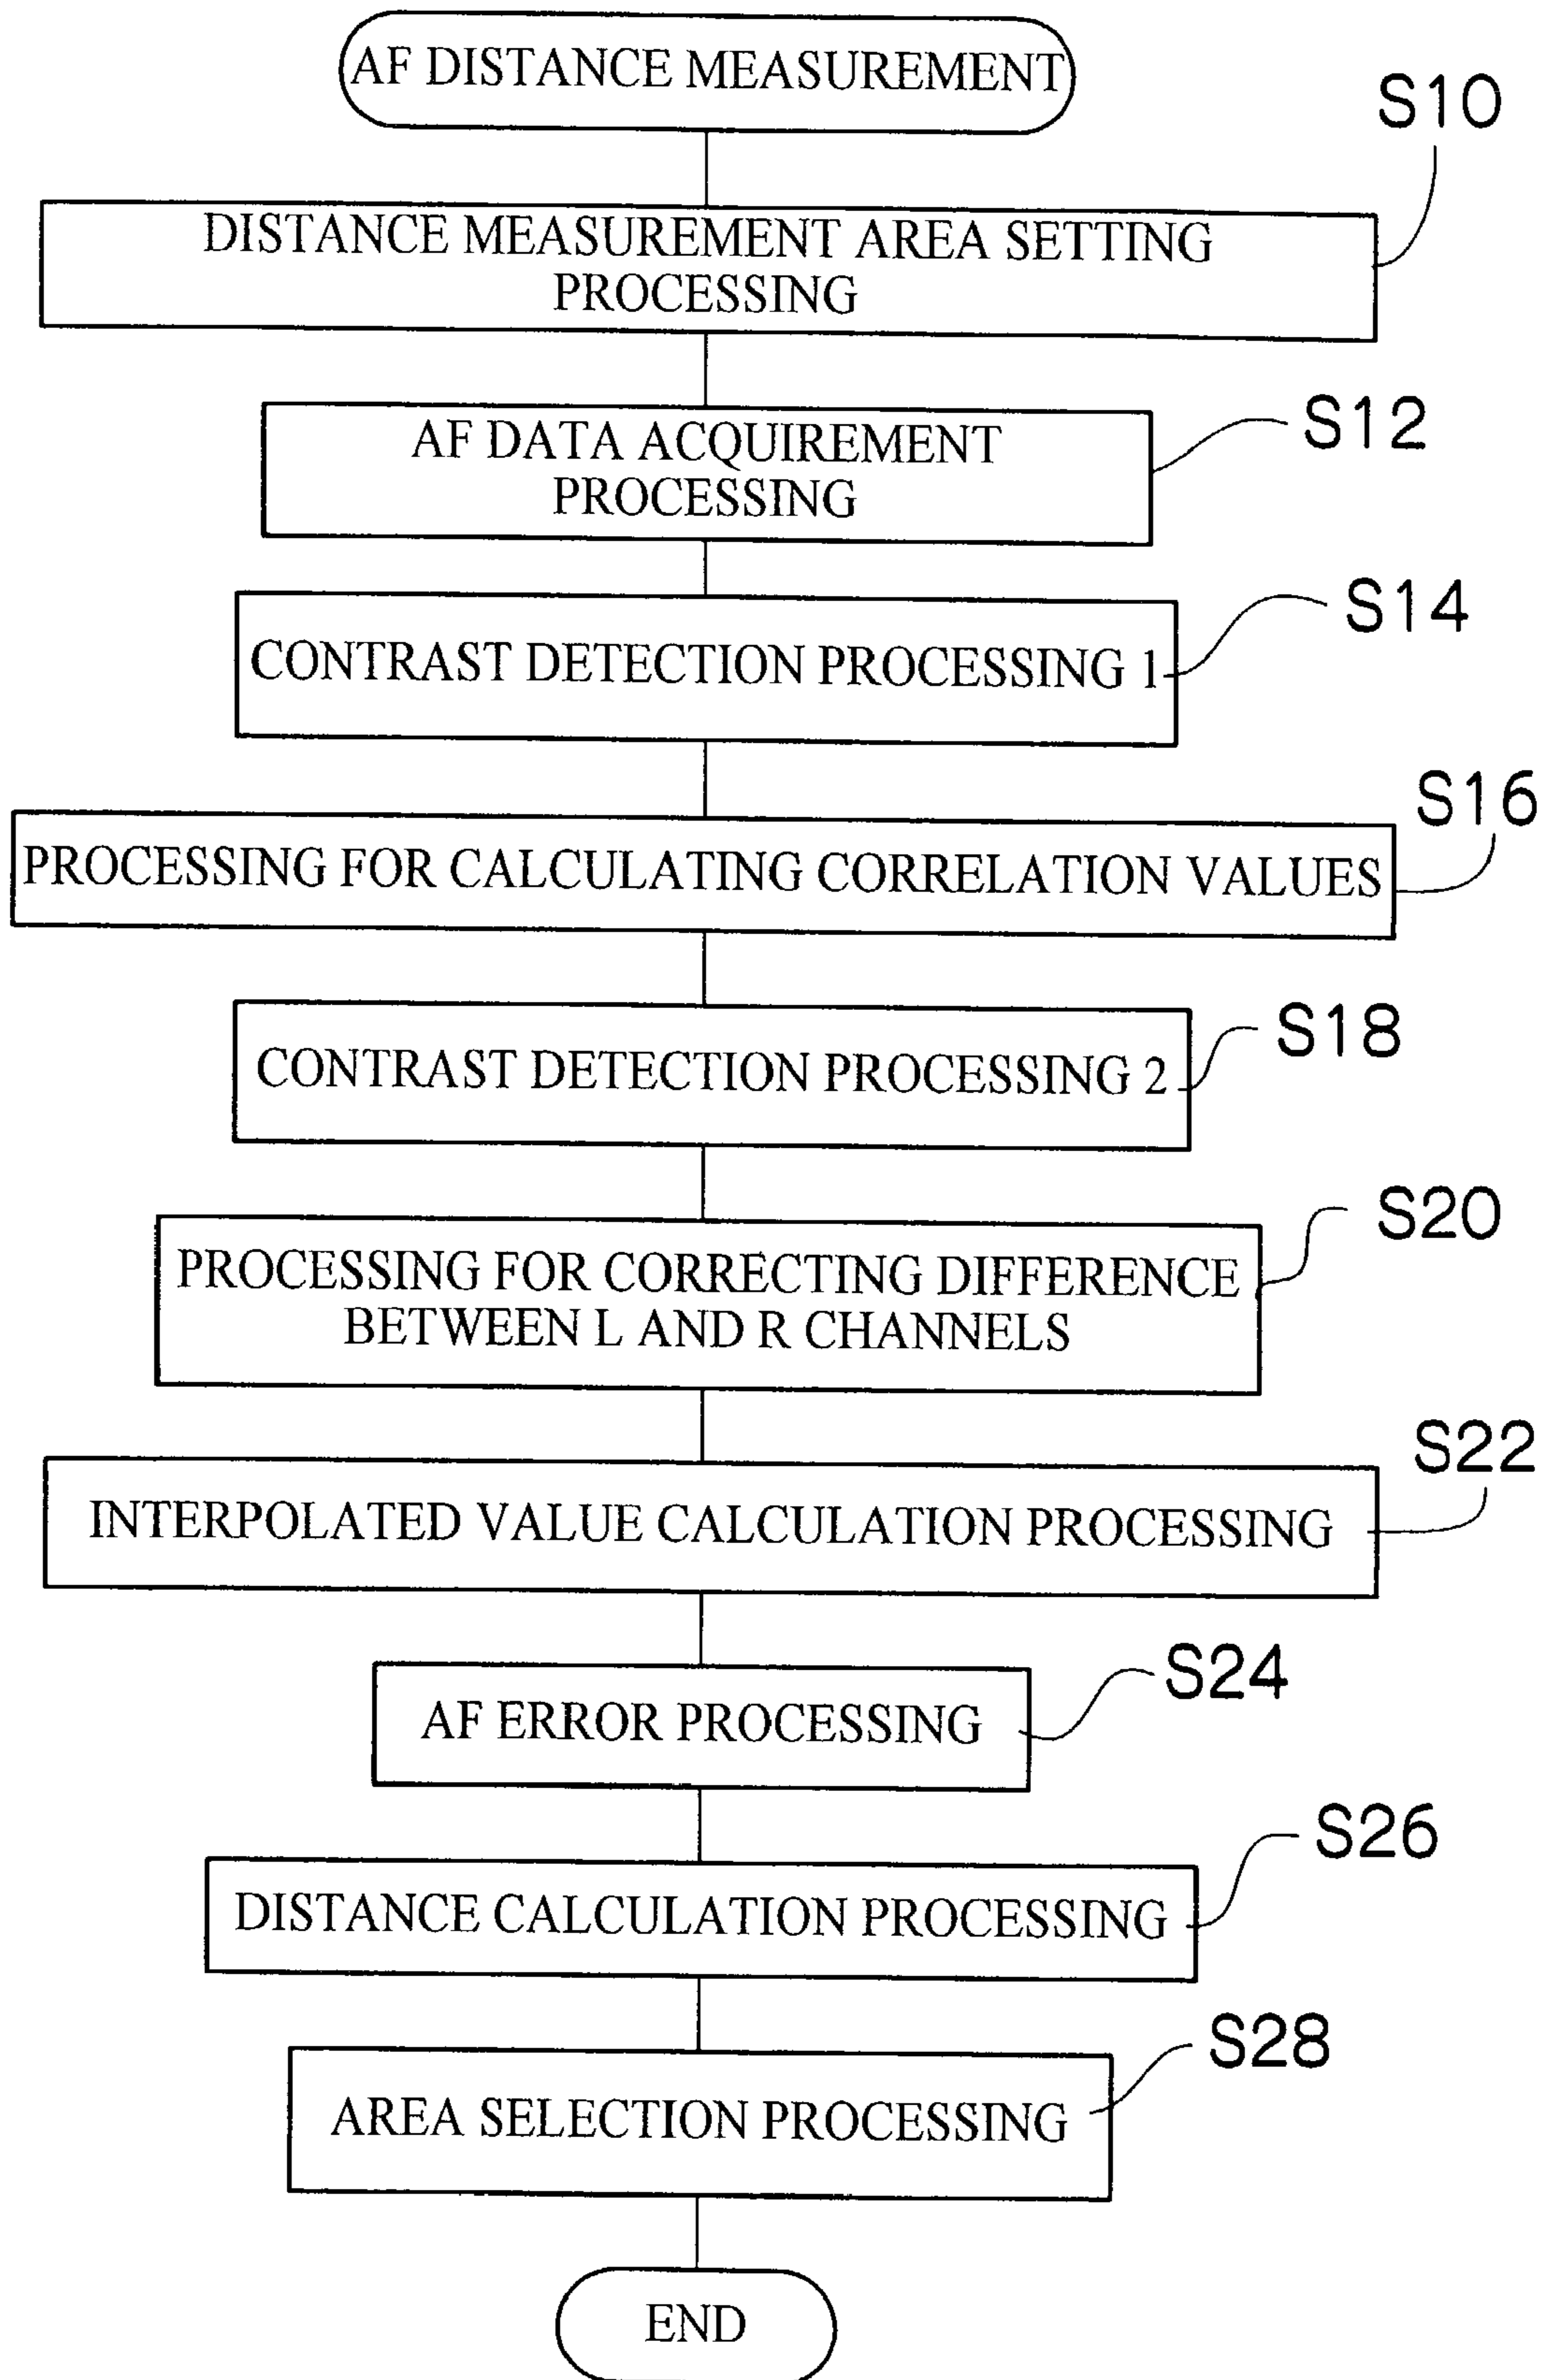 AF DISTANCE MEASUREMENT
S10
DISTANCE MEASUREMENT AREA SETTING
PROCESSING
S12
AF DATA ACQUIREMENT
PROCESSING
S14
CONTRAST DETECTION PROCESSING 1
S16
PROCESSING FOR CALCULATING CORRELATION VALUES
S18
CONTRAST DETECTION PROCESSING 2
S20
PROCESSING FOR CORRECTING DIFFERENCE
BETWEEN L AND R CHANNELS
S22
INTERPOLATED VALUE CALCULATION PROCESSING
S24
AF ERROR PROCESSING
S26
DISTANCE CALCULATION PROCESSING
S28
AREA SELECTION PROCESSING
END